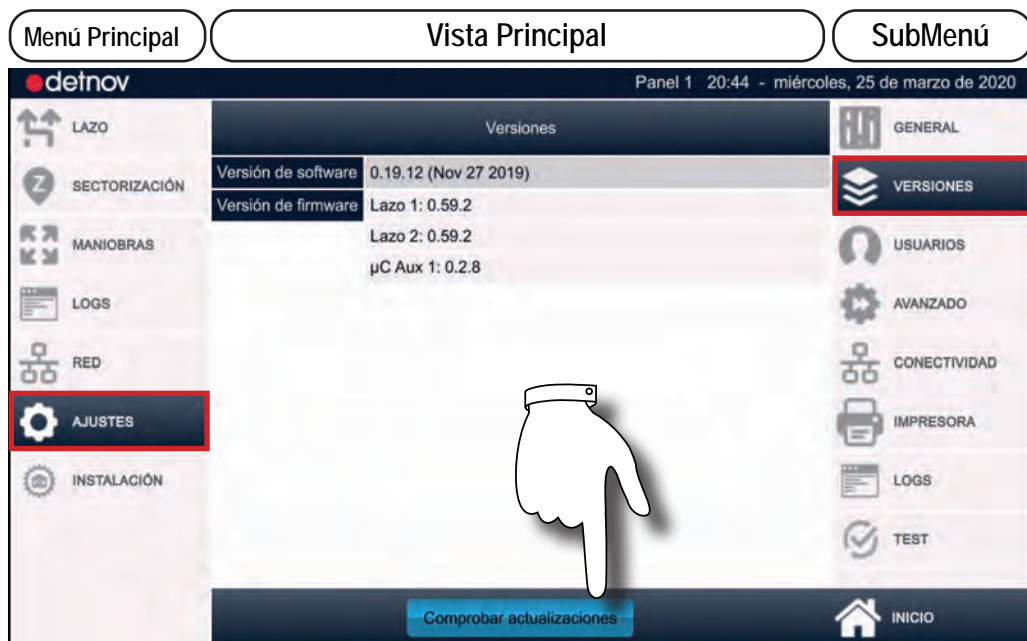 Menú Principal
Vista Principal
SubMenú
detnov
Panel 1 20:44 - miércoles, 25 de marzo de 2020
LAZO
SECTORIZACIÓN
MANIOBRAS
LOGS
RED
AJUSTES
INSTALACIÓN
Versiones
Versión de software 0.19.12 (Nov 27 2019)
Versión de firmware Lazo 1: 0.59.2
Lazo 2: 0.59.2
µC Aux 1: 0.2.8
Comprobar actualizaciones
GENERAL
VERSIONES
USUARIOS
AVANZADO
CONECTIVIDAD
IMPRESORA
LOGS
TEST
INICIO